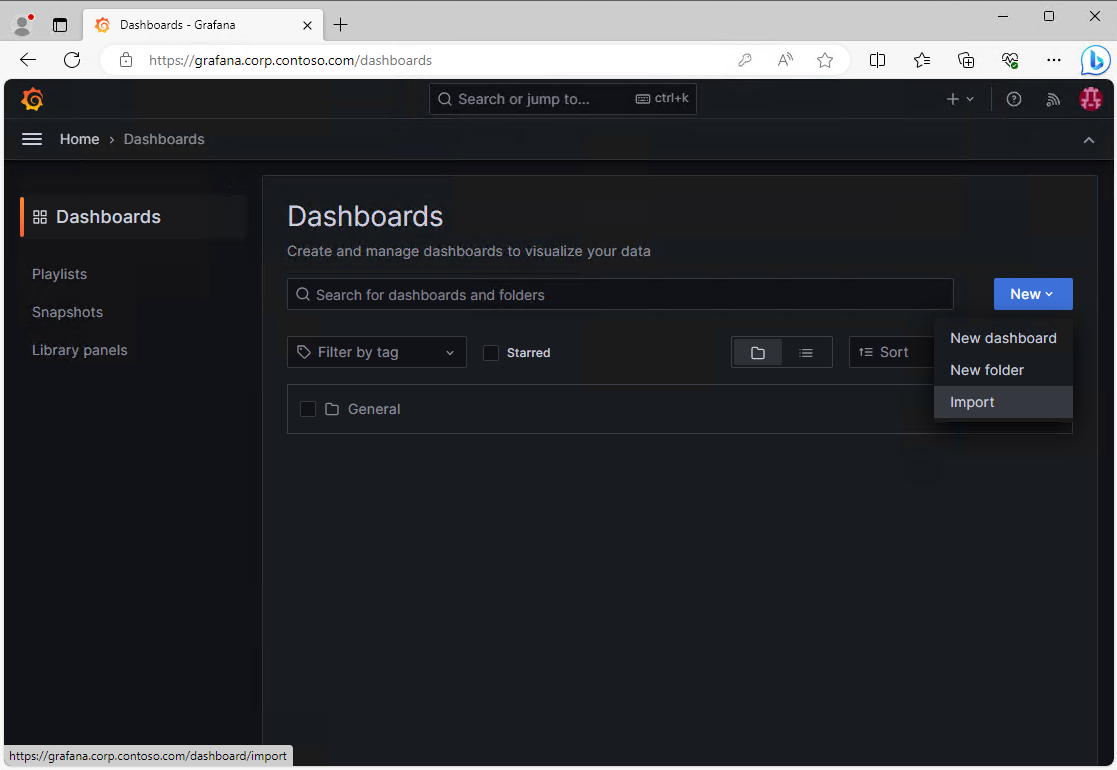 Dashboards - Grafana
https://grafana.corp.contoso.com/dashboards
Search or jump to... ctrl+k
Home › Dashboards
Dashboards
Playlists
Snapshots
Library panels
Dashboards
Create and manage dashboards to visualize your data
Search for dashboards and folders
New
Filter by tag
Starred
Sort
New dashboard
New folder
Import
General
https://grafana.corp.contoso.com/dashboard/import